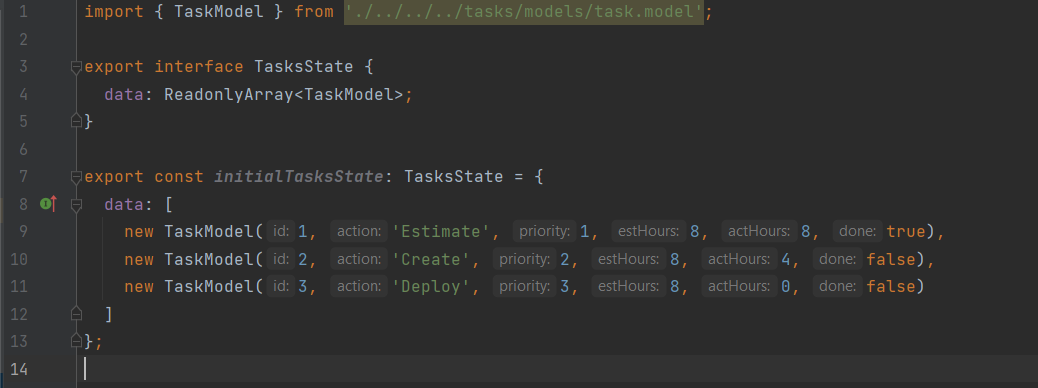 1 import { TaskModel } from './../../../tasks/models/task.model';
2
3 export interface TasksState {
4 data: ReadonlyArray<TaskModel>;
5 }
6
7 export const initialTasksState: TasksState = {
8 data: [
9 new TaskModel( id: 1, action: 'Estimate', priority: 1, estHours: 8, actHours: 8, done: true),
10 new TaskModel( id: 2, action: 'Create', priority: 2, estHours: 8, actHours: 4, done: false),
11 new TaskModel( id: 3, action: 'Deploy', priority: 3, estHours: 8, actHours: 0, done: false)
12 ]
13 };
14